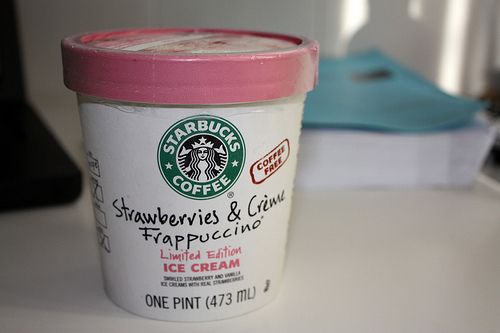 STARBUCKS
COFFEE
®
COFFEE
FREE
Strawberries & Crème
Frappuccino®
Limited Edition
ICE CREAM
SWIRLED STRAWBERRY AND VANILLA
ICE CREAMS WITH REAL STRAWBERRIES
ONE PINT (473 mL)